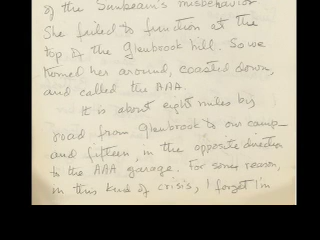 of the Sunbeam's misbehavior
She failed to function at the
top of the Glenbrook hill. So we
turned her around, coasted down,
and called the AAA.
It is about eight miles by
road from Glenbrook to our camp—
and fifteen, in the opposite direction
to the AAA garage. For some reason,
in this kind of crisis, I forget I'm